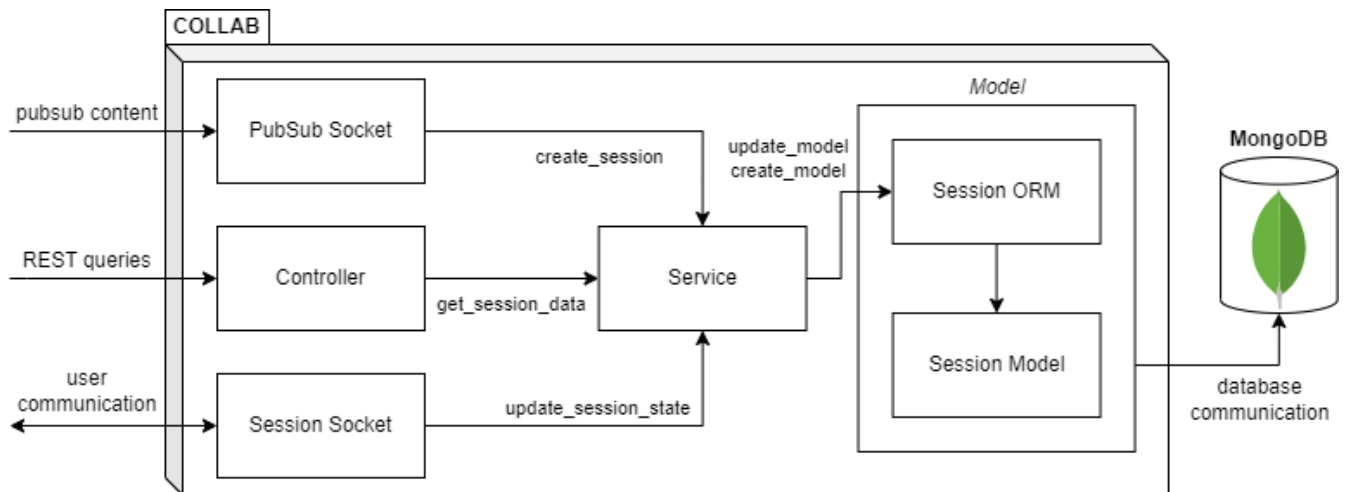 COLLAB
pubsub content
PubSub Socket
create_session
REST queries
Controller
get_session_data
user
communication
Session Socket
update_session_state
Service
update_model
create_model
Model
Session ORM
Session Model
MongoDB
database
communication